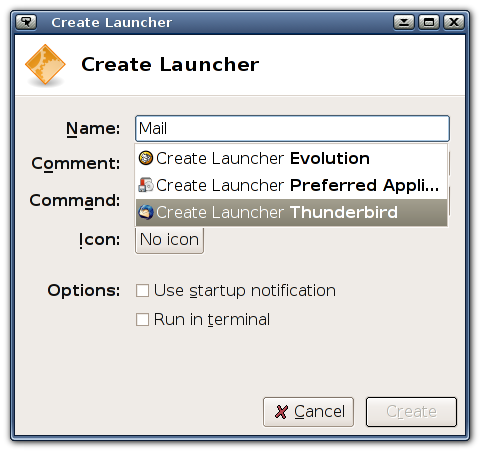 Create Launcher
Create Launcher
Name: Mail
Comment:
Create Launcher Evolution
Create Launcher Preferred Appli...
Command:
Create Launcher Thunderbird
Icon: No icon
Options: Use startup notification
Run in terminal
Cancel Create